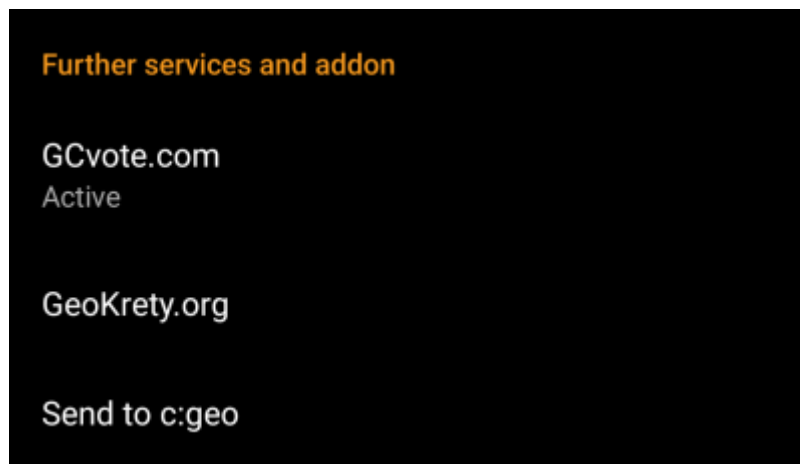 Further services and addon
GCvote.com
Active
GeoKrety.org
Send to c:geo